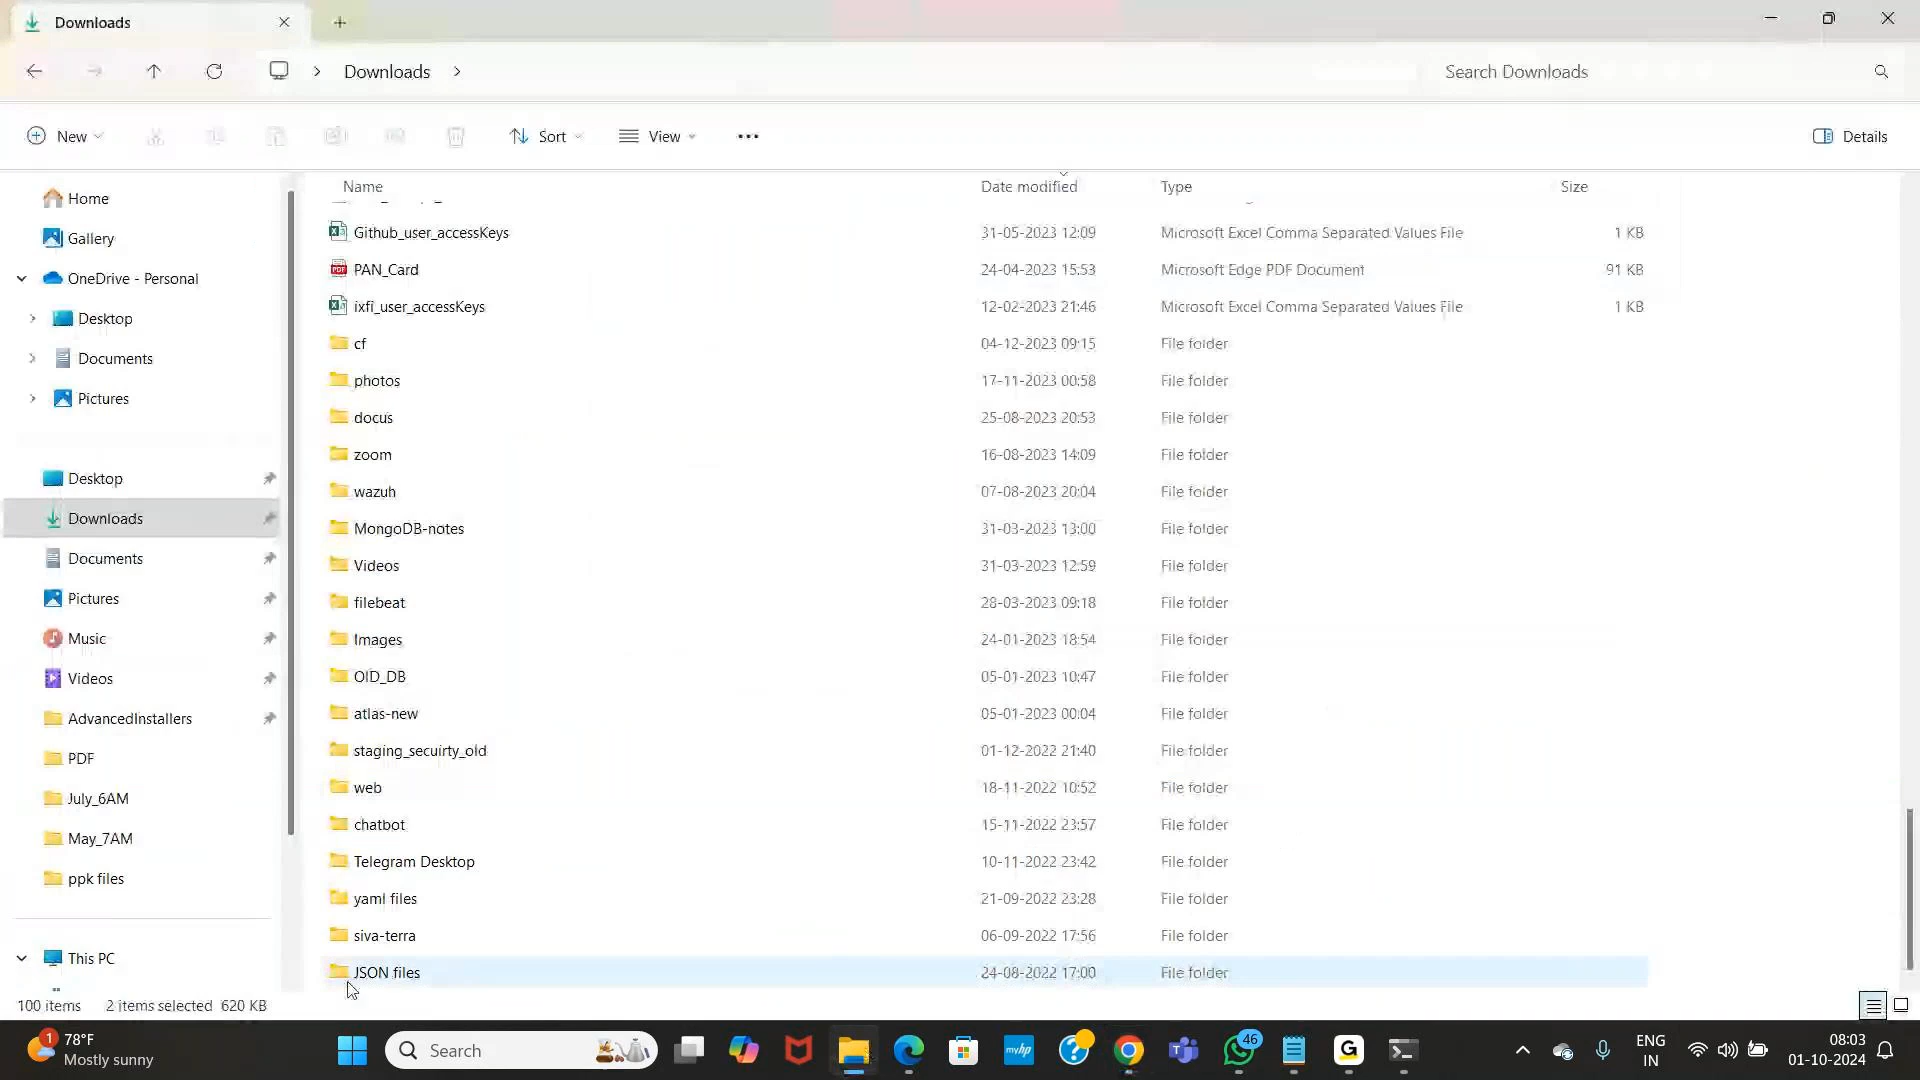 Downloads
Downloads
Search Downloads
New
Sort
View
Details
Home
Gallery
OneDrive - Personal
Desktop
Documents
Pictures
Desktop
Downloads
Documents
Pictures
Music
Videos
AdvancedInstallers
PDF
July_6AM
May_7AM
ppk files
This PC
Name Date modified Type Size
Github_user_accessKeys 31-05-2023 12:09 Microsoft Excel Comma Separated Values File 1 KB
PAN_Card 24-04-2023 15:53 Microsoft Edge PDF Document 91 KB
ixfi_user_accessKeys 12-02-2023 21:46 Microsoft Excel Comma Separated Values File 1 KB
cf 04-12-2023 09:15 File folder
photos 17-11-2023 00:58 File folder
docus 25-08-2023 20:53 File folder
zoom 16-08-2023 14:09 File folder
wazuh 07-08-2023 20:04 File folder
MongoDB-notes 31-03-2023 13:00 File folder
Videos 31-03-2023 12:59 File folder
filebeat 28-03-2023 09:18 File folder
Images 24-01-2023 18:54 File folder
OID_DB 05-01-2023 10:47 File folder
atlas-new 05-01-2023 00:04 File folder
staging_secuirty_old 01-12-2022 21:40 File folder
web 18-11-2022 10:52 File folder
chatbot 15-11-2022 23:57 File folder
Telegram Desktop 10-11-2022 23:42 File folder
yaml files 21-09-2022 23:28 File folder
siva-terra 06-09-2022 17:56 File folder
JSON files 24-08-2022 17:00 File folder
100 items 2 items selected 620 KB
1
78°F
Mostly sunny
Search
myhp
46
G
ENG
IN
08:03
01-10-2024